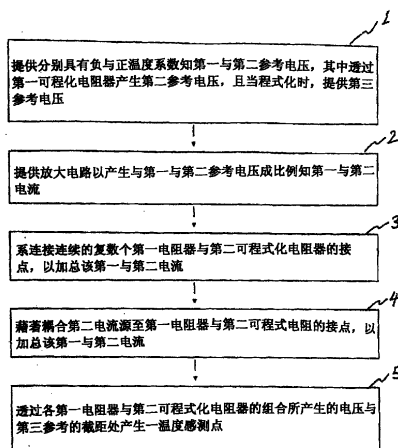 1
提供分别具有负与正温度系数知第一与第二参考电压，其中透过
第一可程化电阻器产生第二参考电压，且当程式化时，提供第三
参考电压
2
提供放大电路以产生与第一与第二参考电压成比例知第一与第二
电流
3
系连接连续的复数个第一电阻器与第二可程式化电阻器的接
点，以加总该第一与第二电流
4
藉著耦合第二电流源至第一电阻器与第二可程式电阻的接点，以
加总该第一与第二电流
5
透过各第一电阻器与第二可程式化电阻器的组合所产生的电压与
第三参考的截距处产生一温度感测点